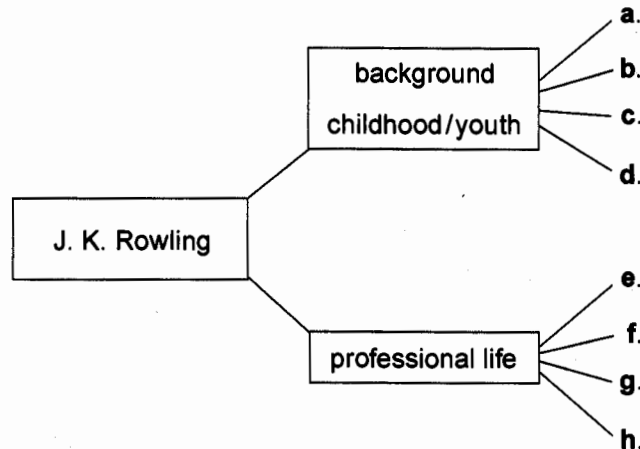 a.
background
b.
childhood/youth
c.
d.
J. K. Rowling
e.
professional life
f.
g.
h.